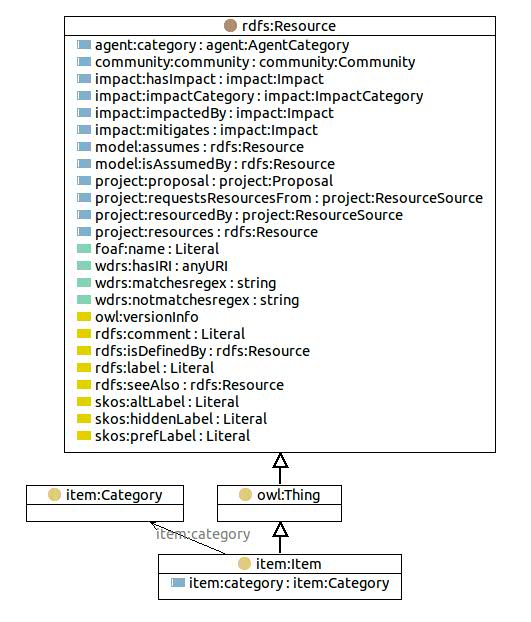 rdfs:Resource
agent:category : agent:AgentCategory
community:community : community:Community
impact:hasImpact : impact:Impact
impact:impactCategory : impact:ImpactCategory
impact:impactedBy : impact:Impact
impact:mitigates : impact:Impact
model:assumes : rdfs:Resource
model:isAssumedBy : rdfs:Resource
project:proposal : project:Proposal
project:requestsResourcesFrom : project:ResourceSource
project:resourcedBy : project:ResourceSource
project:resources : rdfs:Resource
foaf:name : Literal
wdrs:hasIRI : anyURI
wdrs:matchesregex : string
wdrs:notmatchesregex : string
owl:versionInfo
rdfs:comment : Literal
rdfs:isDefinedBy : rdfs:Resource
rdfs:label : Literal
rdfs:seeAlso : rdfs:Resource
skos:altLabel : Literal
skos:hiddenLabel : Literal
skos:prefLabel : Literal
item:Category
owl:Thing
item:category
item:Item
item:category : item:Category